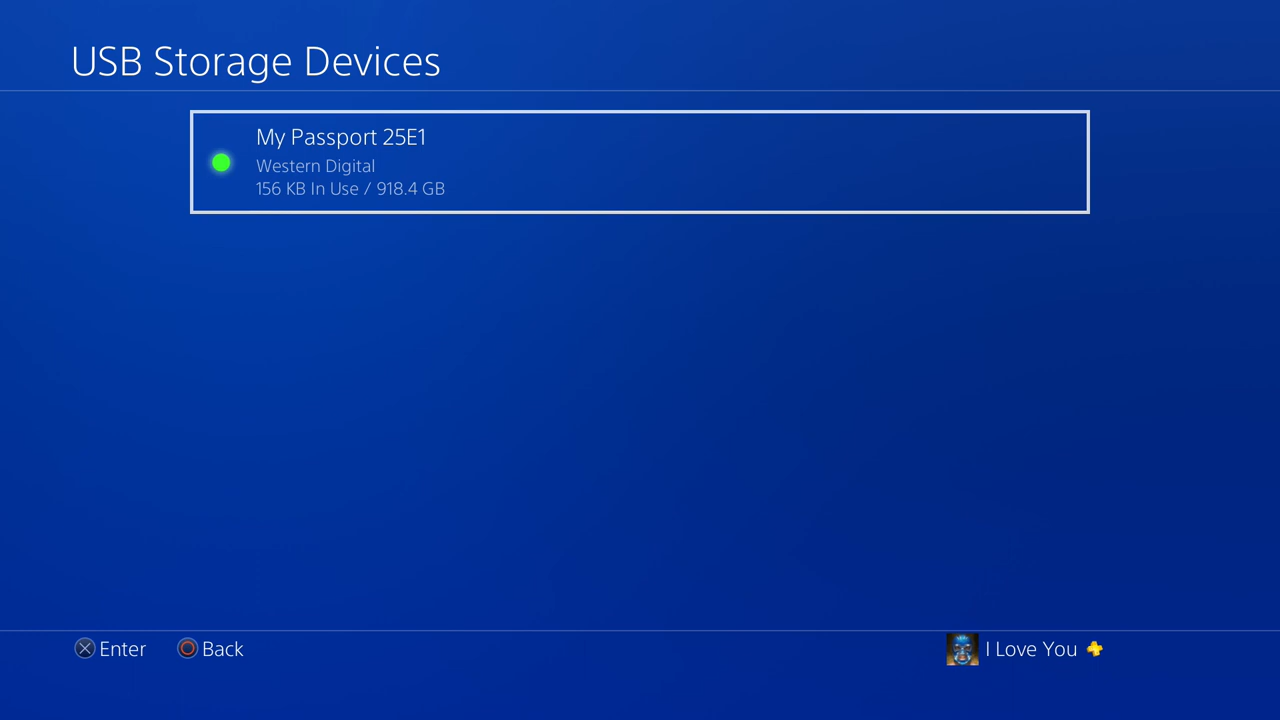 USB Storage Devices
My Passport 25E1
Western Digital
156 KB In Use / 918.4 GB
Enter
Back
I Love You